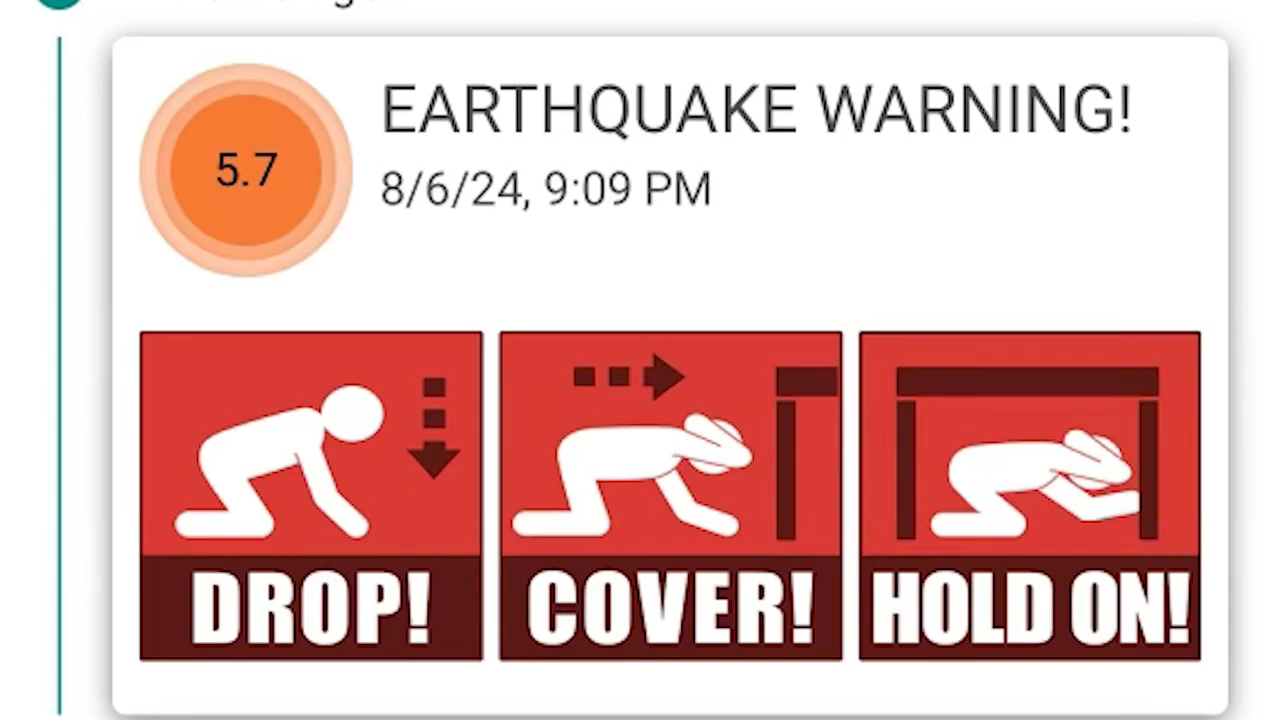 EARTHQUAKE WARNING!
5.7
8/6/24, 9:09 PM
DROP!
COVER!
HOLD ON!